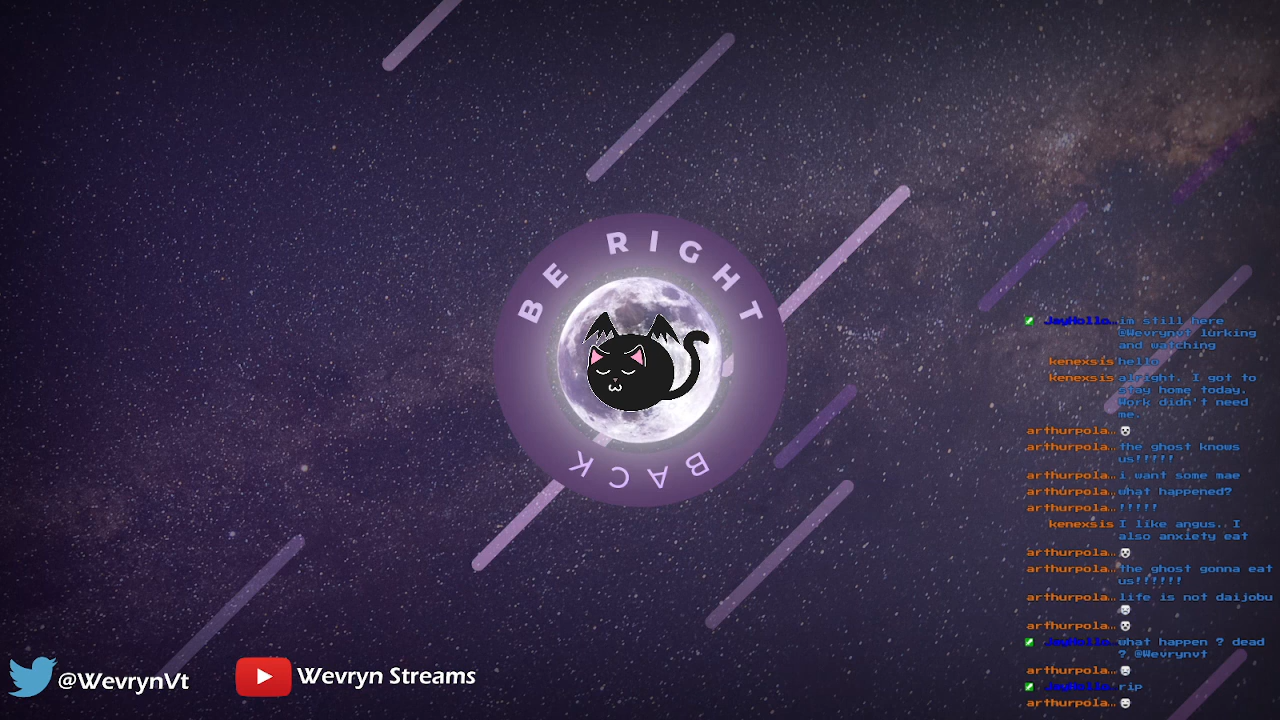 BE RIGHT
BACK
JayHollo… im still here
@Wevrynvt lurking
and watching
kenexsis hello
kenexsis alright. I got to
stay home today.
Work didn't need
me.
arthurpola…
arthurpola… the ghost knows
us!!!!!
arthurpola… i want some mae
arthurpola… what happened?
arthurpola… !!!!!
kenexsis I like angus. I
also anxiety eat
arthurpola…
arthurpola… the ghost gonna eat
us!!!!!!
arthurpola… life is not daijobu
arthurpola…
JayHollo… what happen ? dead
? @Wevrynvt
arthurpola…
JayHollo… rip
arthurpola…
@WevrynVt
Wevryn Streams